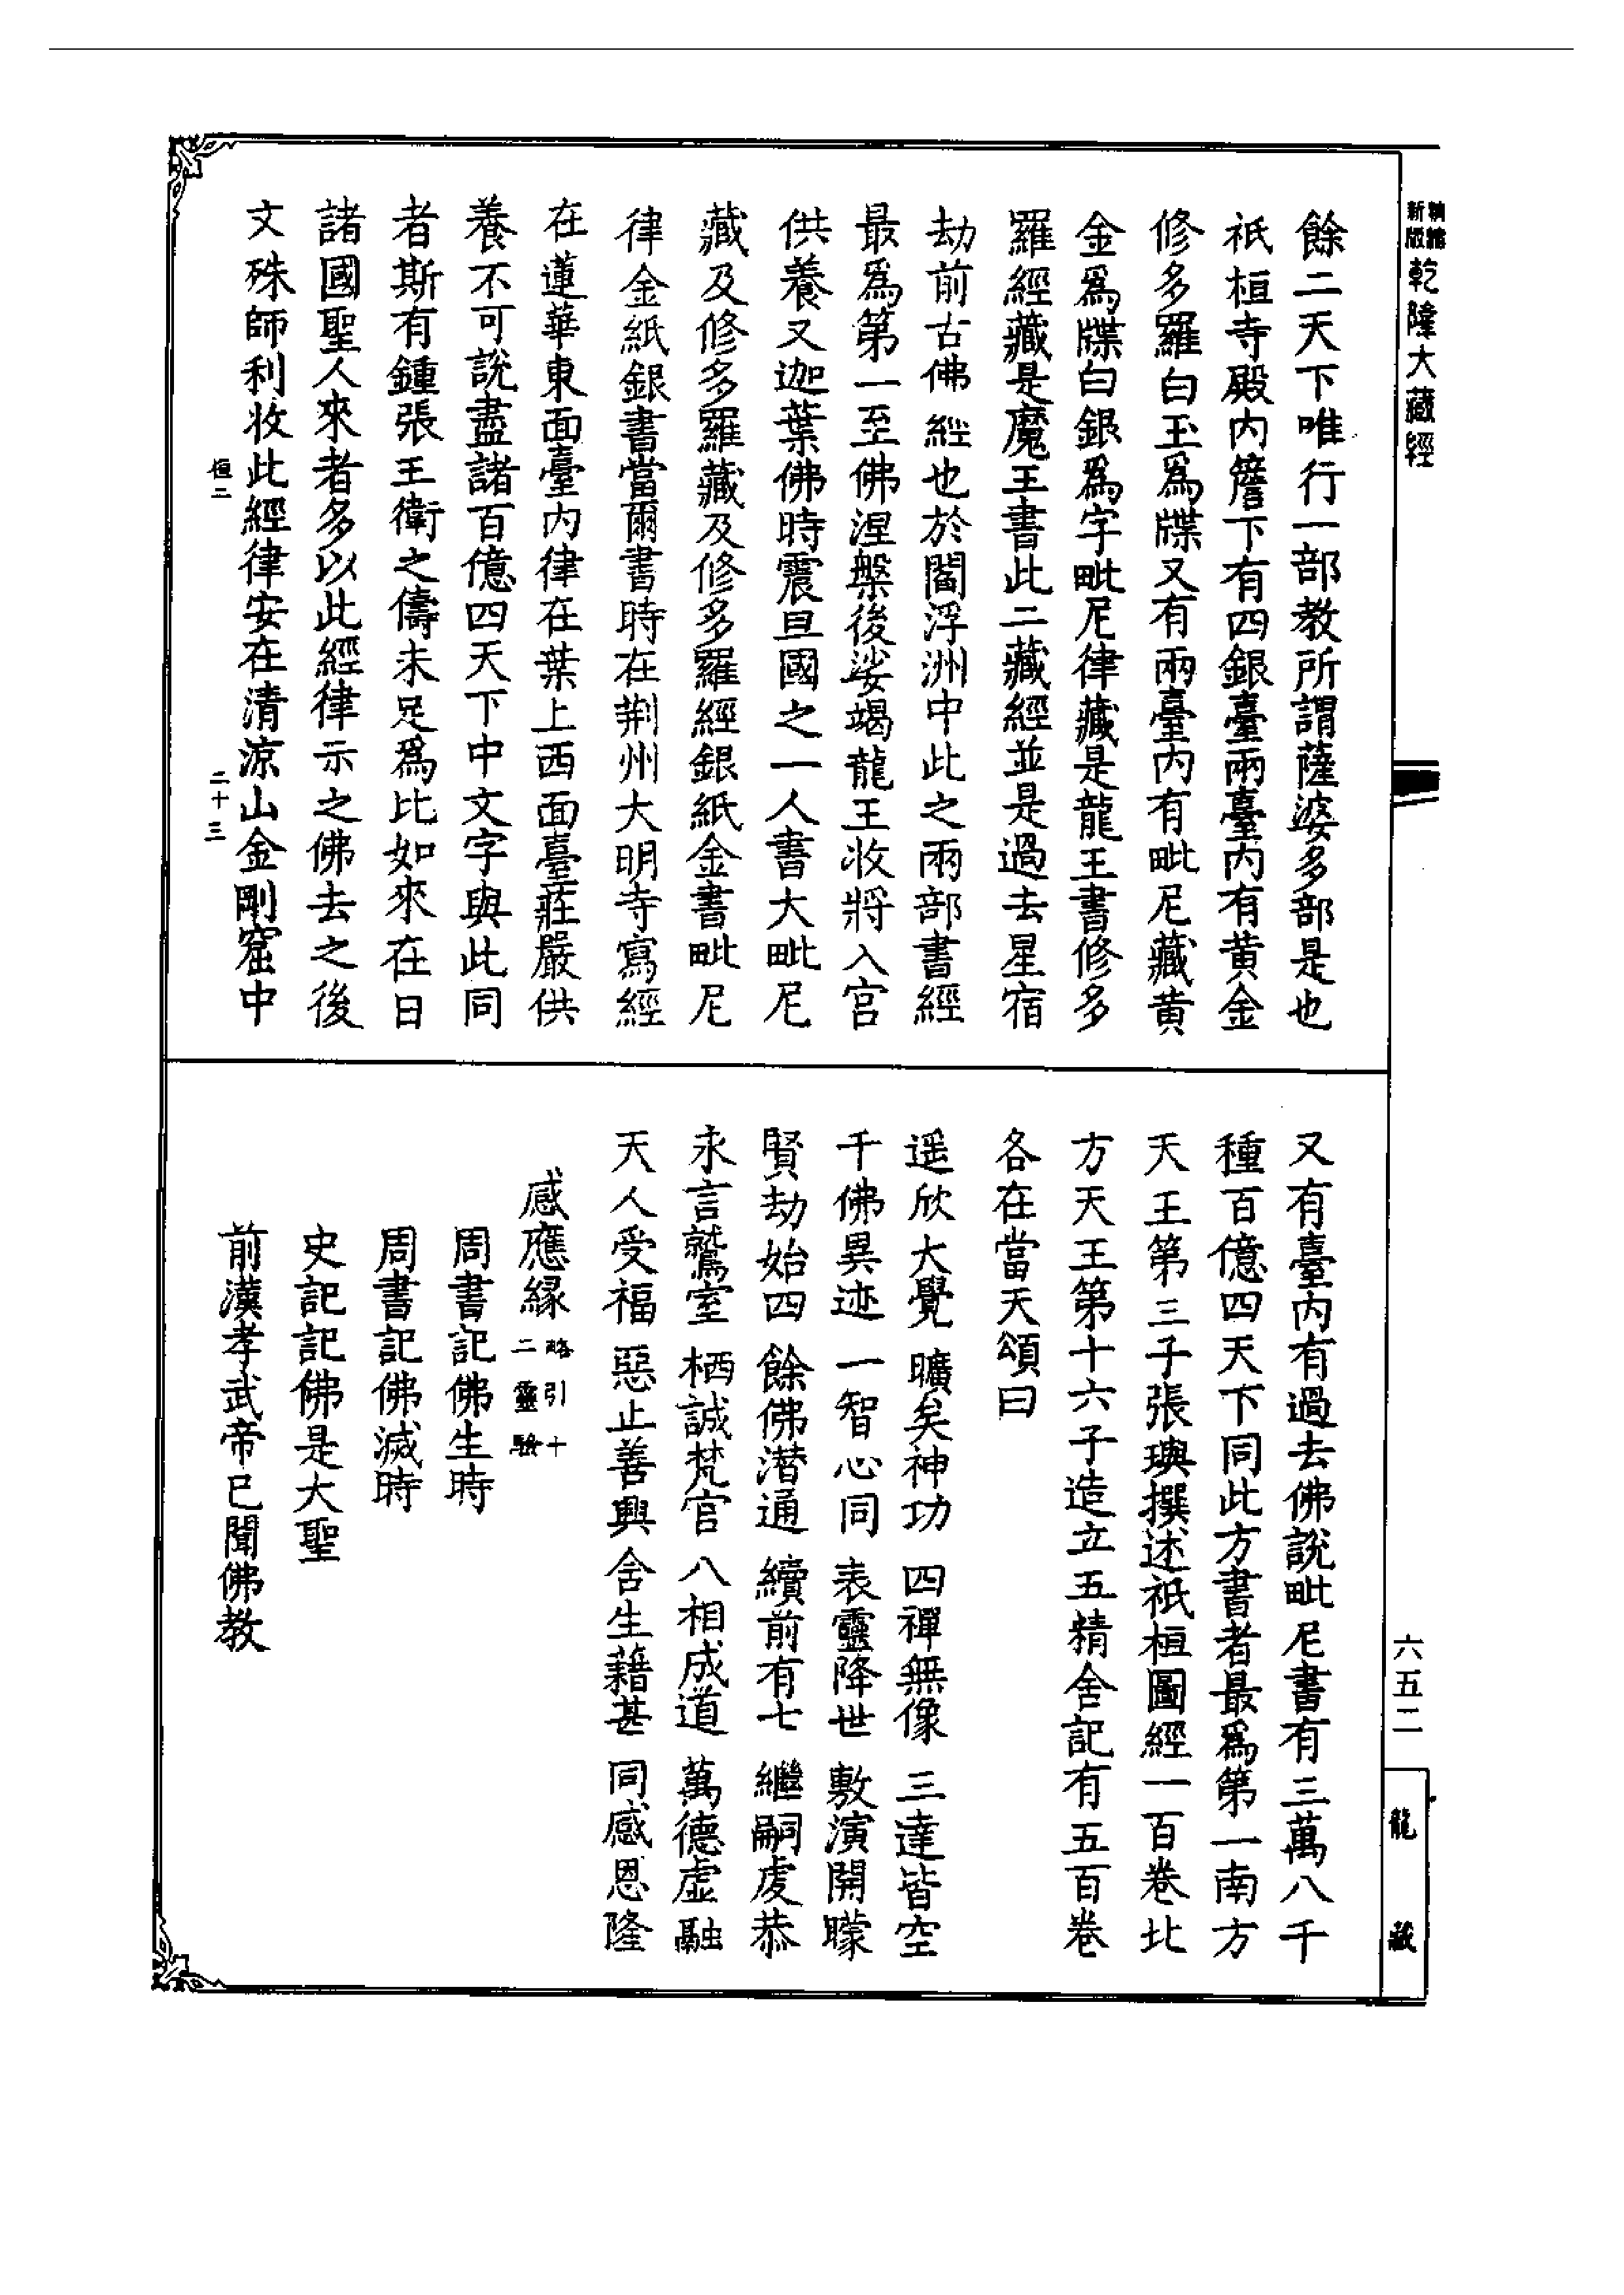 精縮新版乾隆大藏經
餘二天下唯行一部教所謂薩婆多部是也
祇桓寺殿內簷下有四銀臺兩臺內有黃金
修多羅白玉為牒又有兩臺內有毗尼藏黃
金為牒白銀為字毗尼律藏是龍王書修多
羅經藏是魔王書此二藏經並是過去星宿
劫前古佛經也於閻浮洲中此之兩部書經
最為第一至佛涅槃後娑竭龍王收將入宮
供養又迦葉佛時震旦國之一人書大毗尼
藏及修多羅藏及修多羅經銀紙金書毗尼
律金紙銀書當爾書時在荆州大明寺寫經
在蓮華東面臺內律在葉上西面臺莊嚴供
養不可說盡諸百億四天下中文字與此同
者斯有鍾張王衛之儔未足為比如來在日
諸國聖人來者多以此經律示之佛去之後
文殊師利收此經律安在清涼山金剛窟中
恒二 二十三
又有臺內有過去佛說毗尼書有三萬八千
種百億四天下同此方書者最為第一南方
天王第三子張璵撰述祇桓圖經一百卷北
方天王第十六子造立五精舍記有五百卷
各在當天頌曰
遥欣大覺 曠矣神功 四禪無像 三達皆空
千佛異迹 一智心同 表靈降世 敷演開矇
賢劫始四 餘佛潜通 續前有七 繼嗣虔恭
永言鷲室 栖誠梵宫 八相成道 萬德虛融
天人受福 惡止善興 含生藉甚 同感恩隆
感應緣 略引十二靈驗
周書記佛生時
周書記佛滅時
史記記佛是大聖
前漢孝武帝已聞佛教
六五二
龍藏